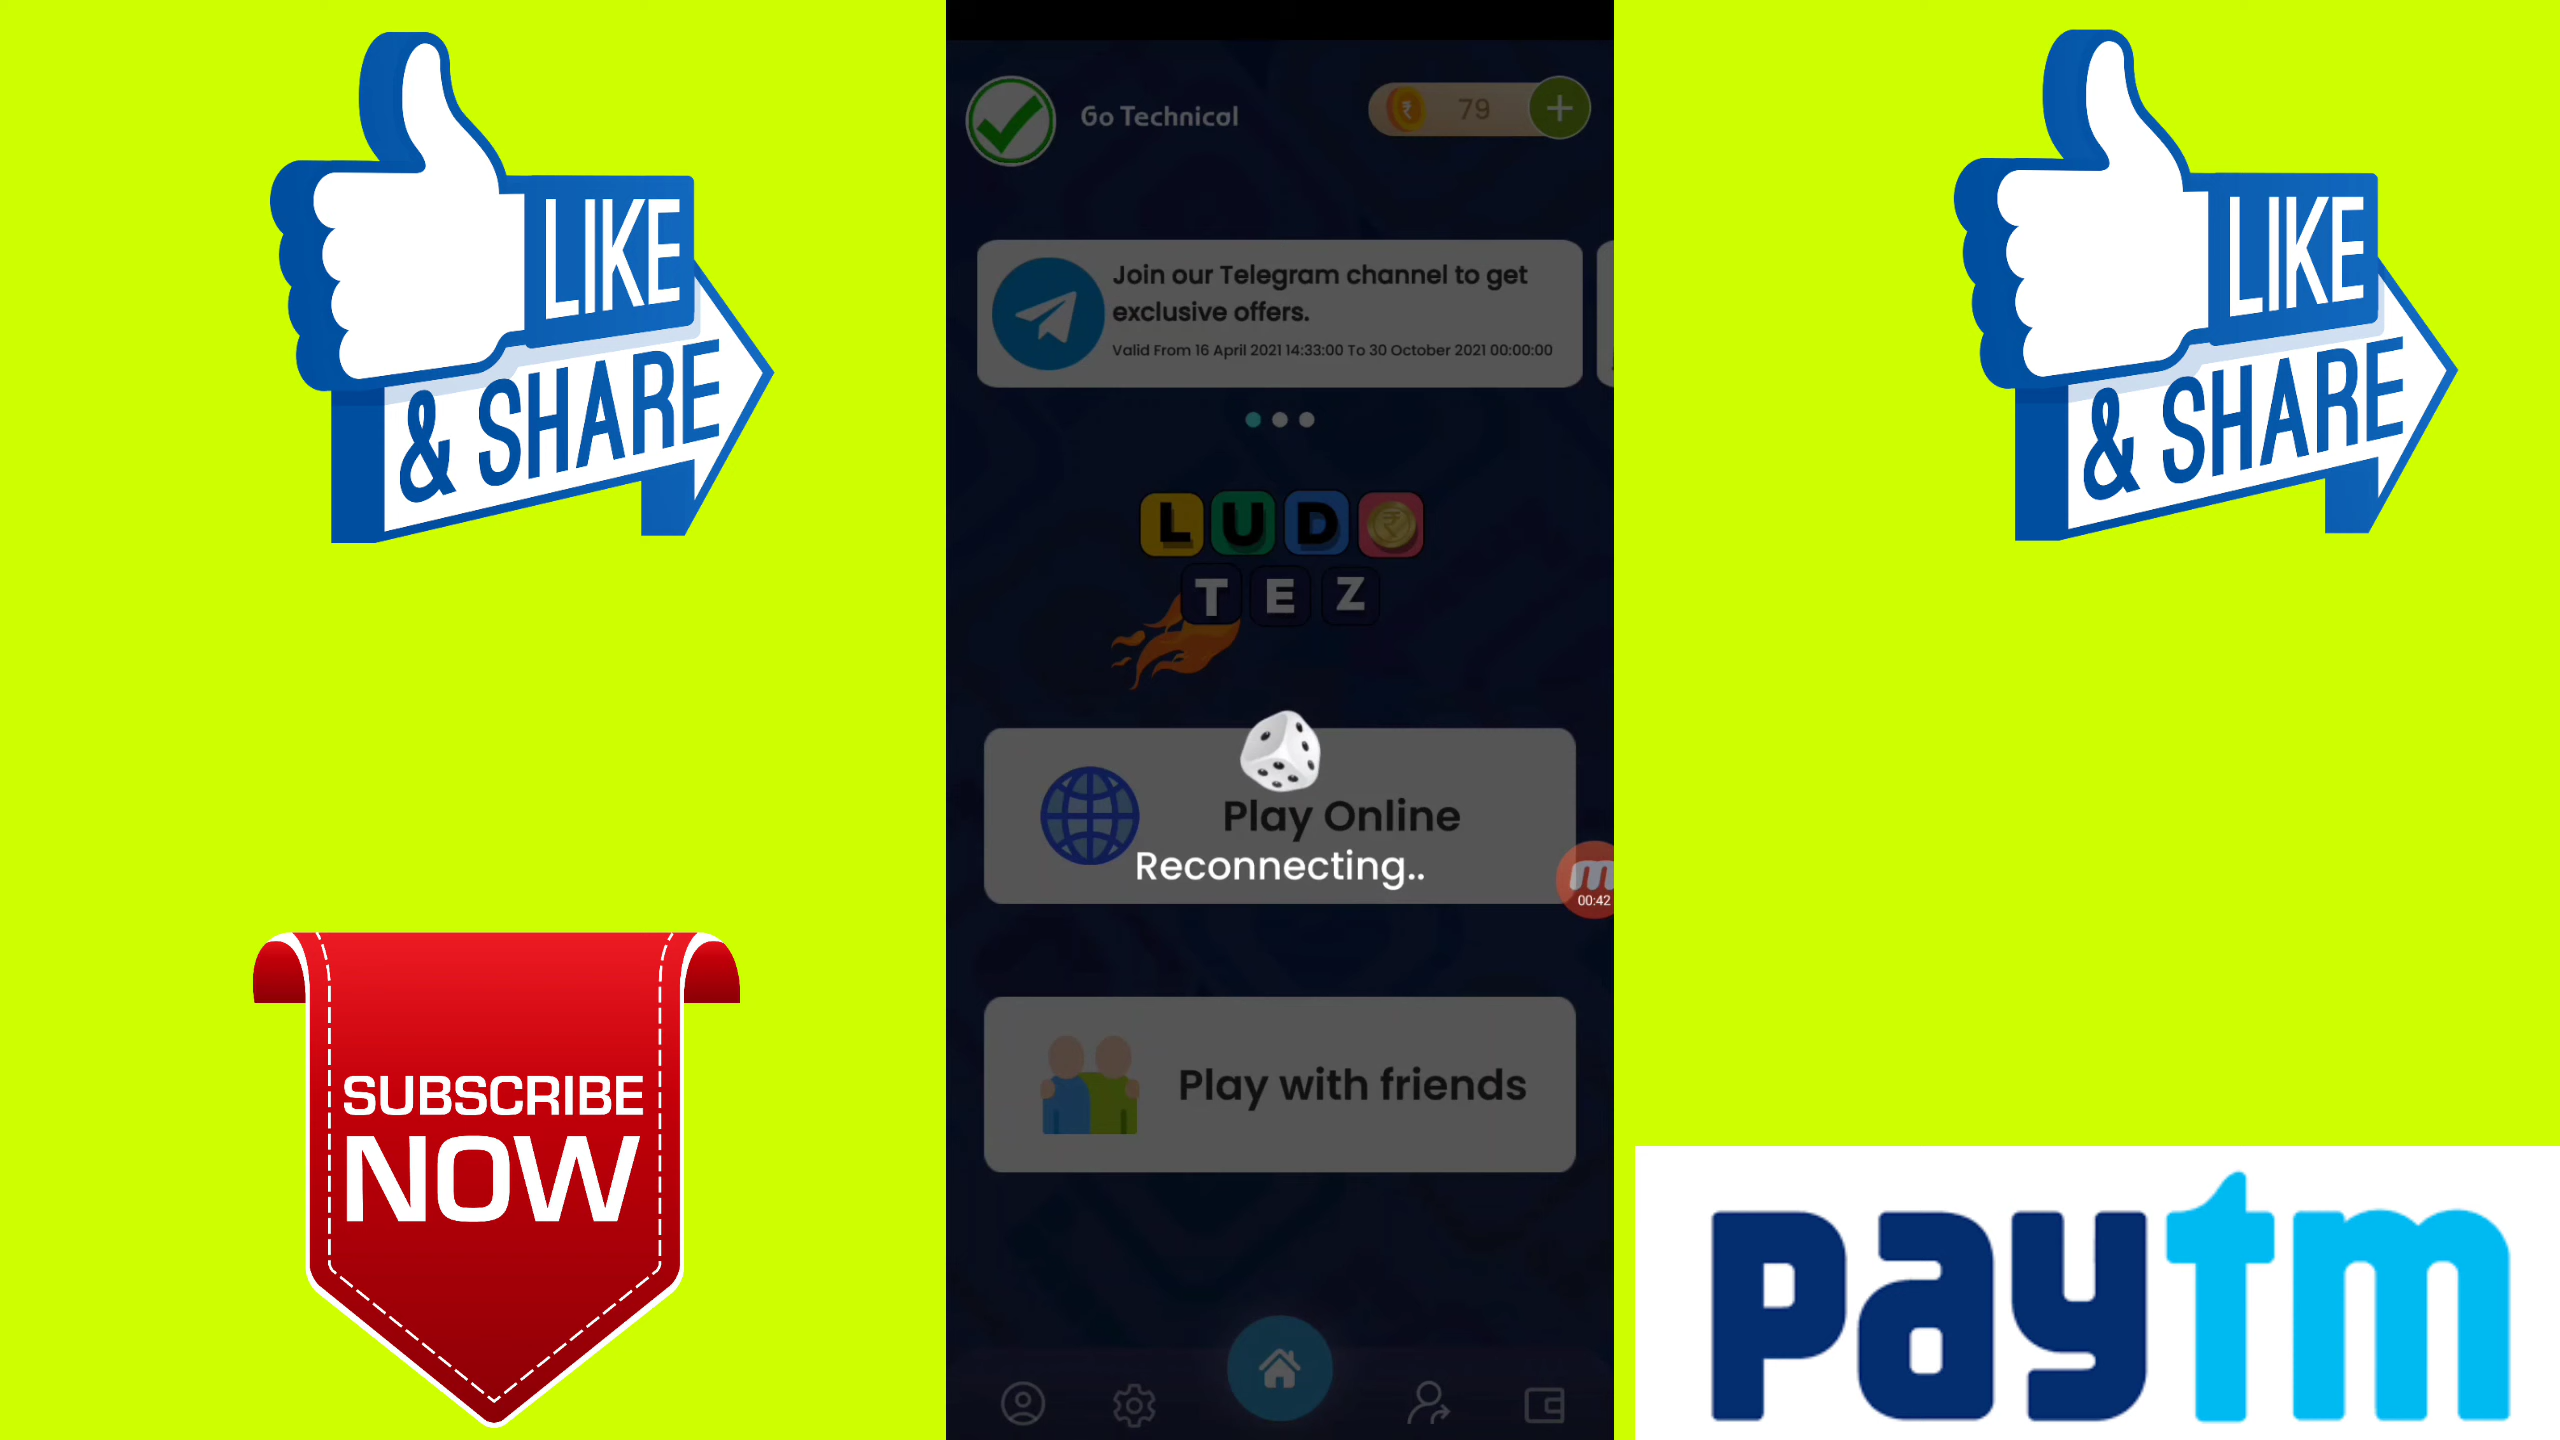 LIKE
& SHARE
SUBSCRIBE
NOW
Go Technical
79
Join our Telegram channel to get
exclusive offers.
Valid From 16 April 2021 14:33:00 To 30 October 2021 00:00:00
LUD
TEZ
Play Online
Reconnecting..
00:42
Play with friends
LIKE
& SHARE
paytm